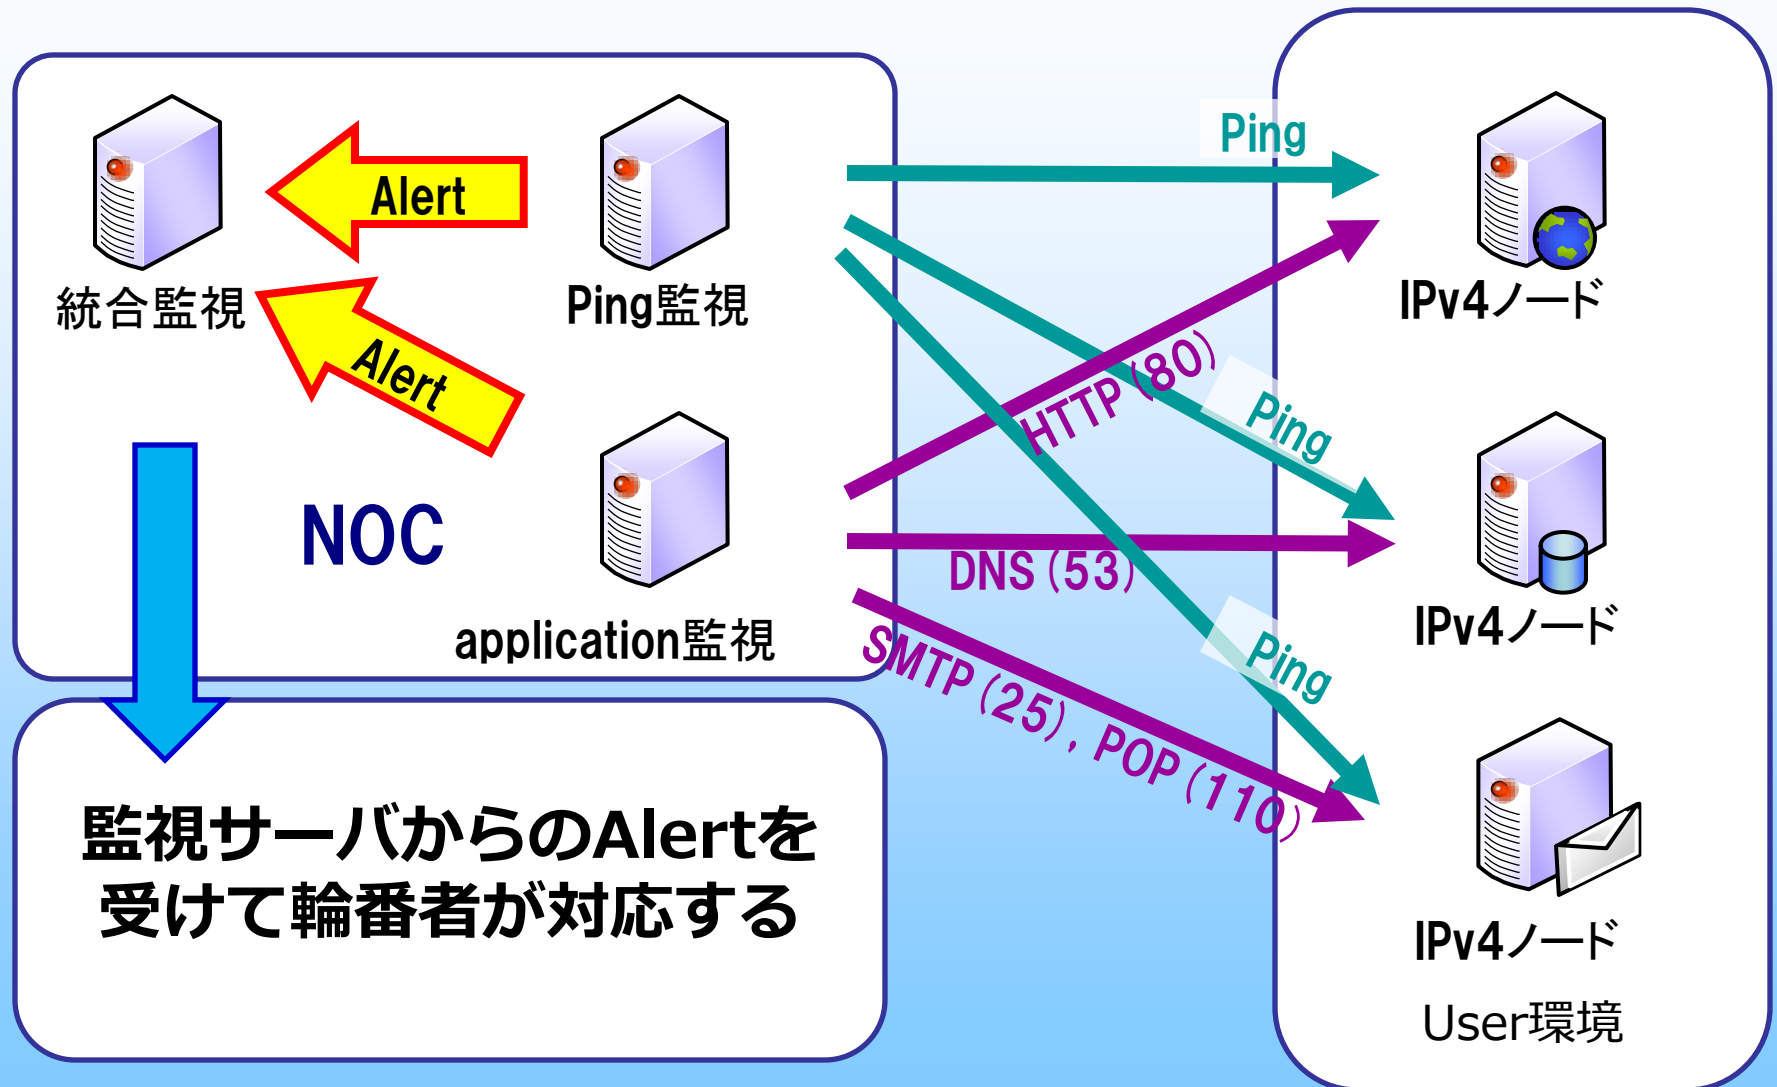 Alert
統合監視
Ping監視
Alert
NOC
application監視
Ping
HTTP(80)
Ping
DNS(53)
Ping
SMTP(25), POP(110)
IPv4ノード
IPv4ノード
IPv4ノード
User環境
監視サーバからのAlertを
受けて輪番者が対応する